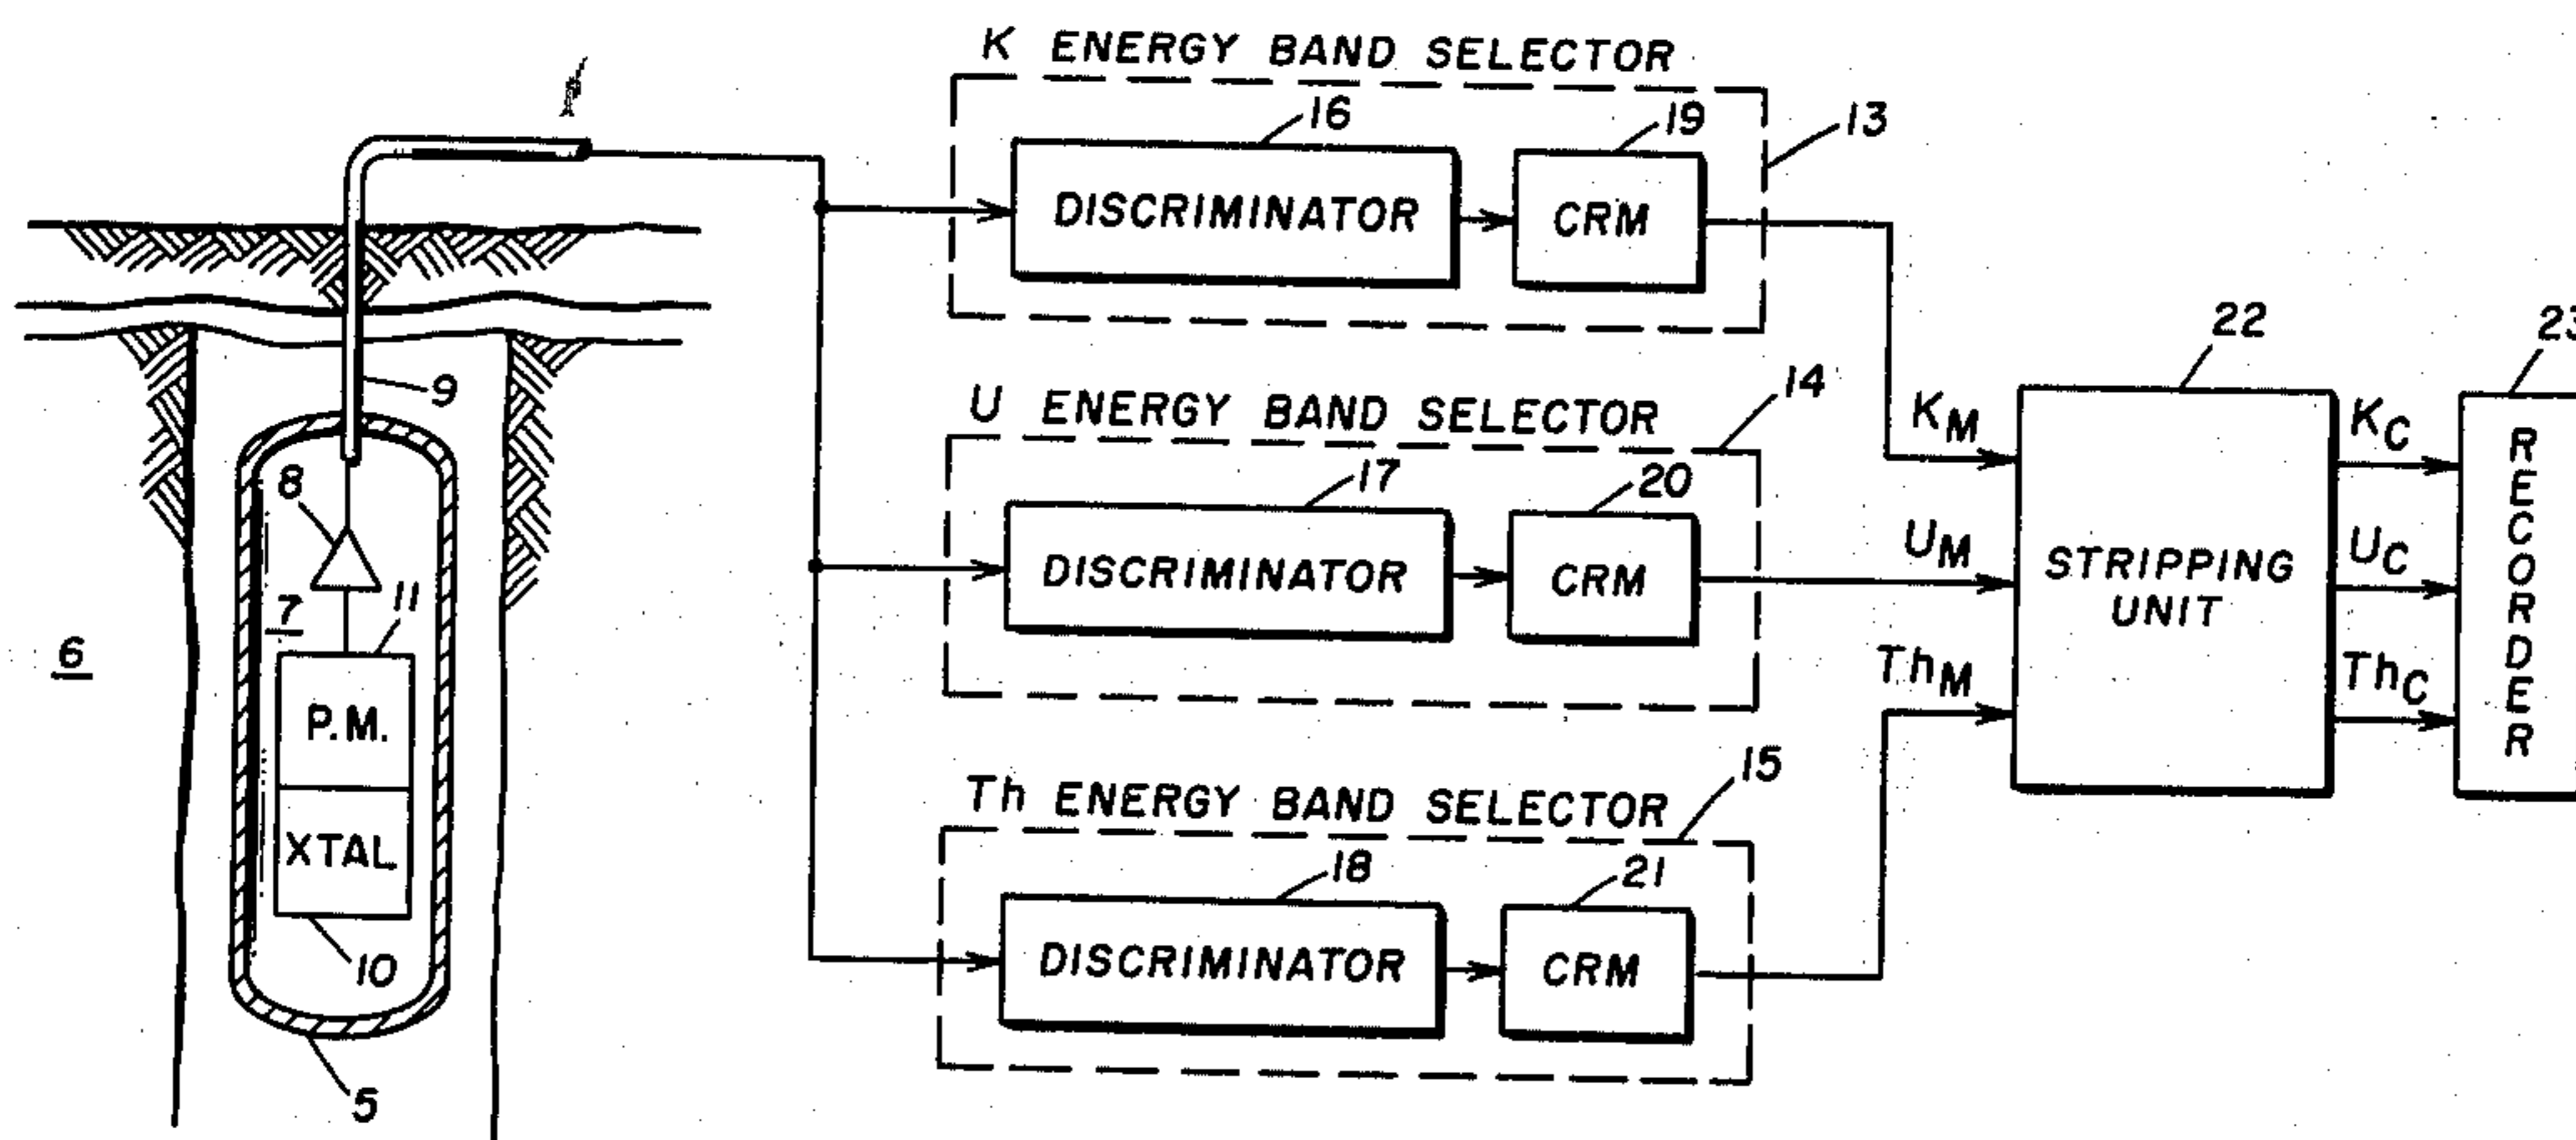 K ENERGY BAND SELECTOR
16
19
13
DISCRIMINATOR
CRM
9
U ENERGY BAND SELECTOR
14
17
20
DISCRIMINATOR
CRM
8
7
11
6
P.M.
XTAL
10
5
Th ENERGY BAND SELECTOR
15
18
21
DISCRIMINATOR
CRM
KM
UM
ThM
22
STRIPPING
UNIT
KC
UC
ThC
23
RECORDER